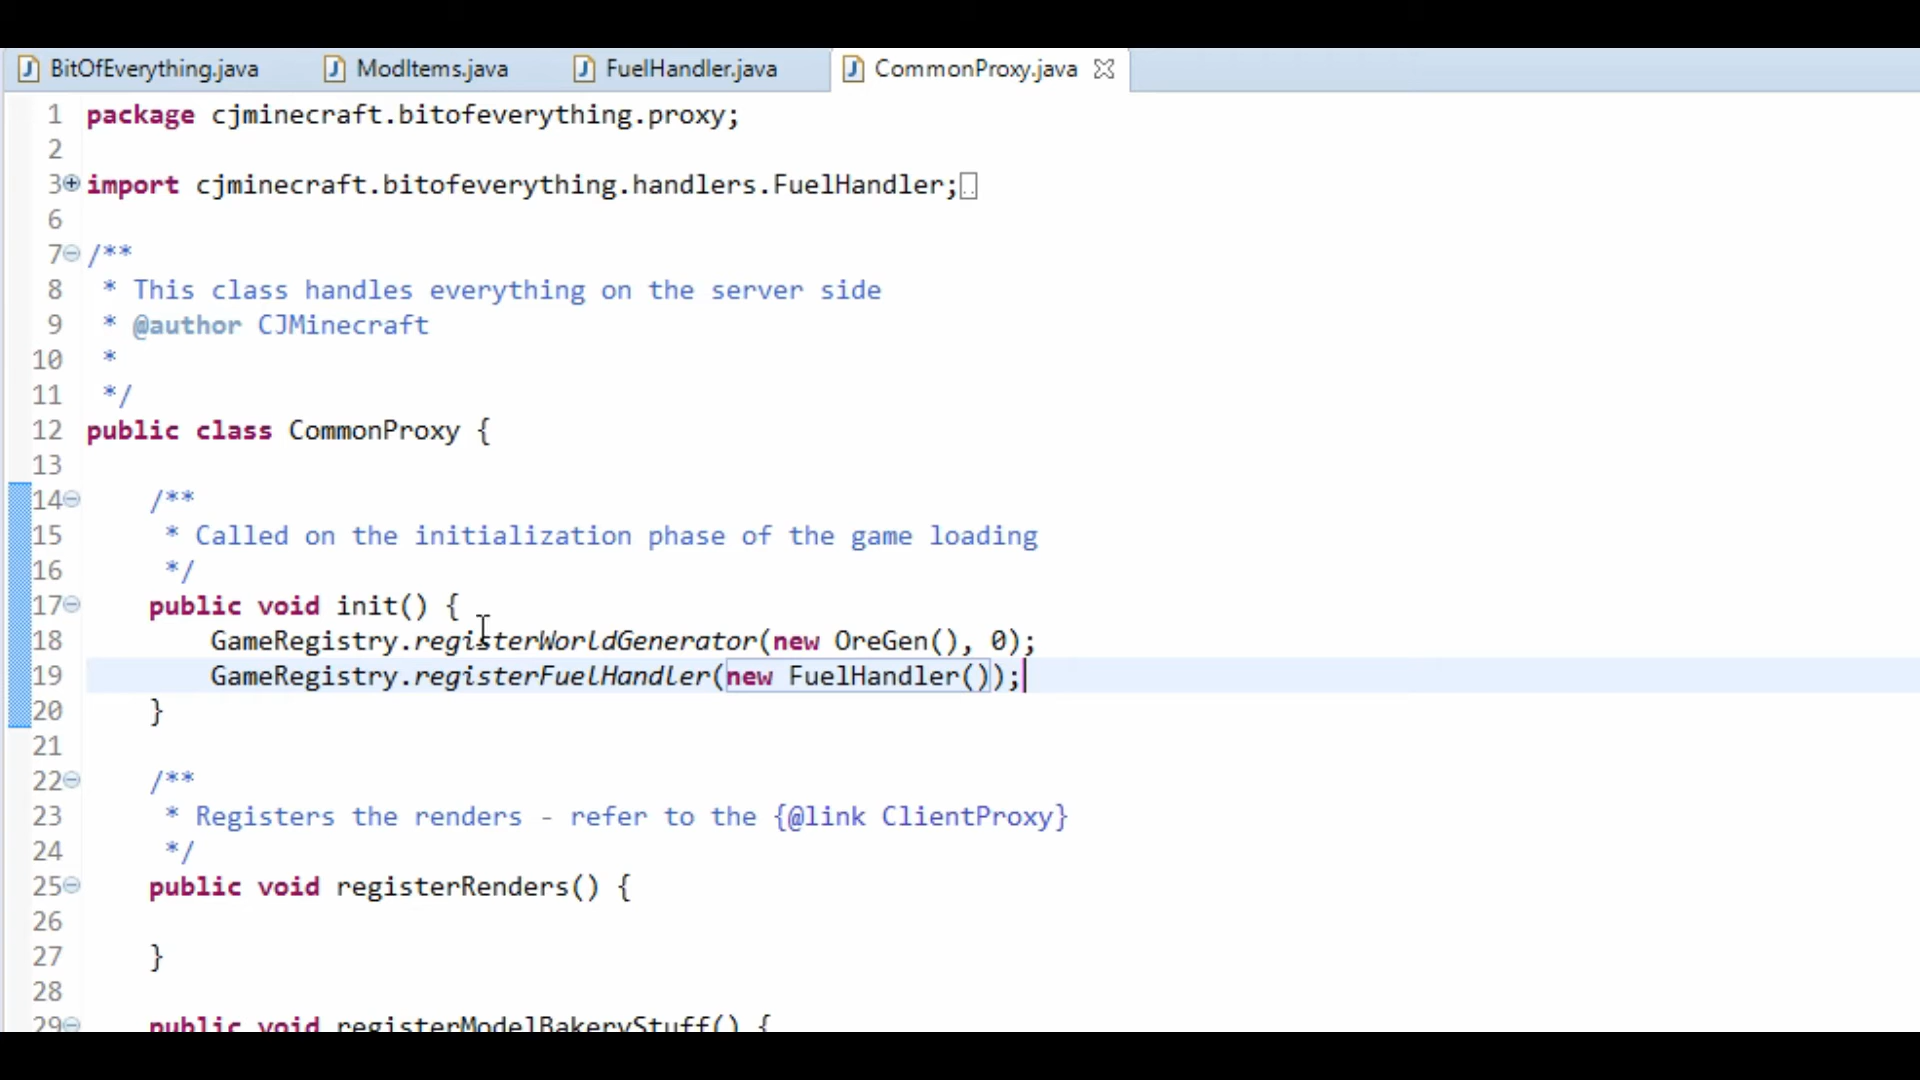 BitOfEverything.java ModItems.java FuelHandler.java CommonProxy.java
1 package cjminecraft.bitofeverything.proxy;
2
3 import cjminecraft.bitofeverything.handlers.FuelHandler;
6
7 /**
8 * This class handles everything on the server side
9 * @author CJMinecraft
10 *
11 */
12 public class CommonProxy {
13
14 /**
15 * Called on the initialization phase of the game loading
16 */
17 public void init() {
18 GameRegistry.registerWorldGenerator(new OreGen(), 0);
19 GameRegistry.registerFuelHandler(new FuelHandler());
20 }
21
22 /**
23 * Registers the renders - refer to the {@link ClientProxy}
24 */
25 public void registerRenders() {
26
27 }
28
29 public void registerModelBakeryStuff() {